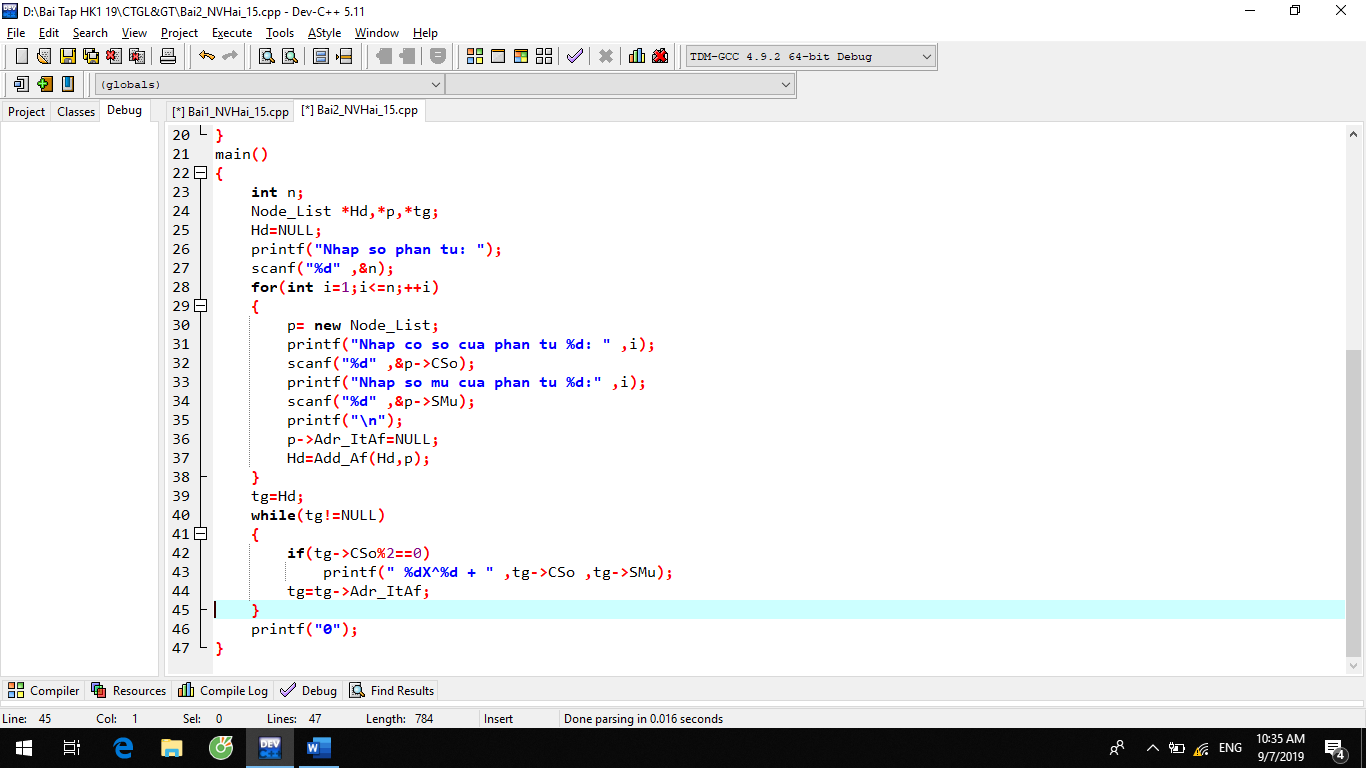 D:\Bai Tap HK1 19\CTGL&GT\Bai2_NVHai_15.cpp - Dev-C++ 5.11
File Edit Search View Project Execute Tools AStyle Window Help
TDM-GCC 4.9.2 64-bit Debug
(globals)
Project Classes Debug [*] Bai1_NVHai_15.cpp [*] Bai2_NVHai_15.cpp
20 }
21 main()
22 {
23 int n;
24 Node_List *Hd,*p,*tg;
25 Hd=NULL;
26 printf("Nhap so phan tu: ");
27 scanf("%d" ,&n);
28 for(int i=1;i<=n;++i)
29 {
30 p= new Node_List;
31 printf("Nhap co so cua phan tu %d: " ,i);
32 scanf("%d" ,&p->CSo);
33 printf("Nhap so mu cua phan tu %d:" ,i);
34 scanf("%d" ,&p->SMu);
35 printf("\n");
36 p->Adr_ItAf=NULL;
37 Hd=Add_Af(Hd,p);
38 }
39 tg=Hd;
40 while(tg!=NULL)
41 {
42 if(tg->CSo%2==0)
43 printf(" %dX^%d + " ,tg->CSo ,tg->SMu);
44 tg=tg->Adr_ItAf;
45 }
46 printf("0");
47 }
Compiler Resources Compile Log Debug Find Results
Line: 45 Col: 1 Sel: 0 Lines: 47 Length: 784 Insert Done parsing in 0.016 seconds
DEV
ENG
10:35 AM
9/7/2019
4